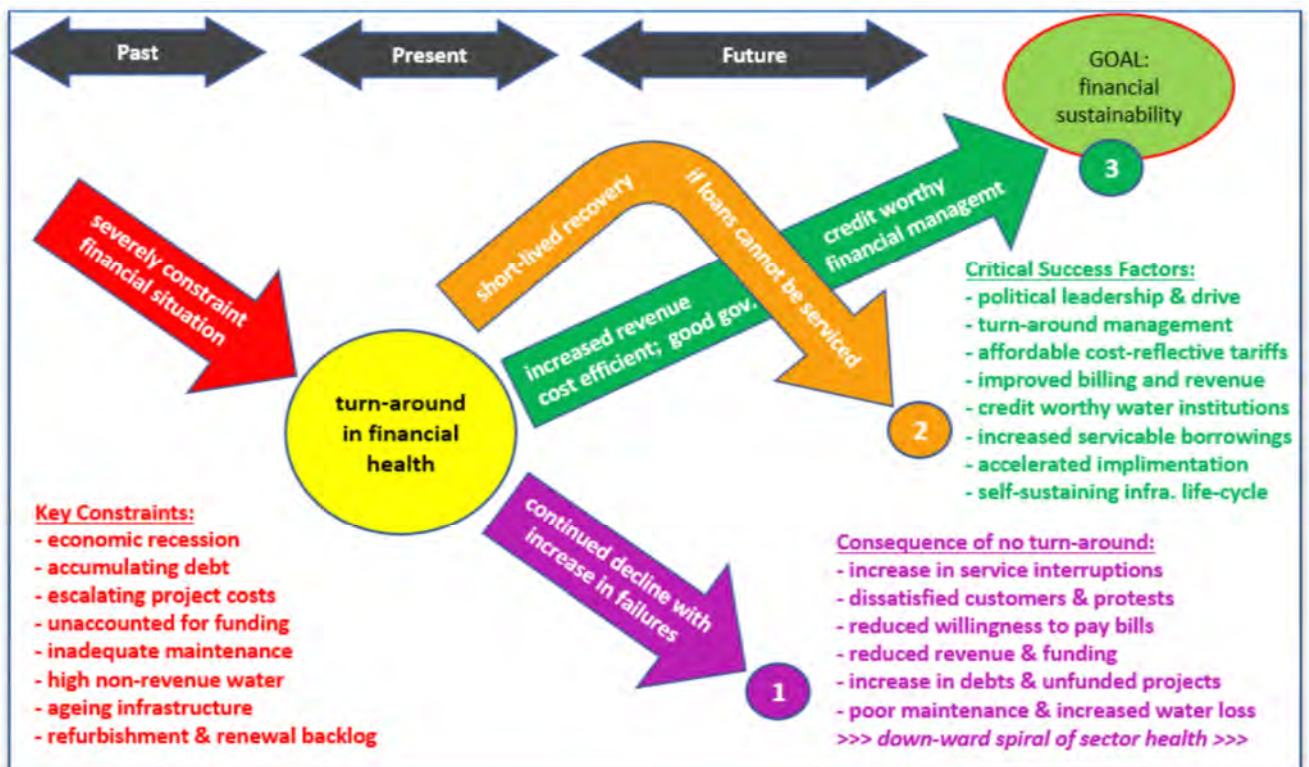 Past
Present
Future
GOAL:
financial
sustainability
3
severely constraint
financial situation
short-lived recovery
if loans cannot be serviced
credit worthy
financial managemt
increased revenue
cost efficient; good gov.
turn-around
in financial
health
2
Critical Success Factors:
- political leadership & drive
- turn-around management
- affordable cost-reflective tariffs
- improved billing and revenue
- credit worthy water institutions
- increased servicable borrowings
- accelerated implimentation
- self-sustaining infra. life-cycle
continued decline with
increase in failures
1
Key Constraints:
- economic recession
- accumulating debt
- escalating project costs
- unaccounted for funding
- inadequate maintenance
- high non-revenue water
- ageing infrastructure
- refurbishment & renewal backlog
Consequence of no turn-around:
- increase in service interruptions
- dissatisfied customers & protests
- reduced willingness to pay bills
- reduced revenue & funding
- increase in debts & unfunded projects
- poor maintenance & increased water loss
>>> down-ward spiral of sector health >>>